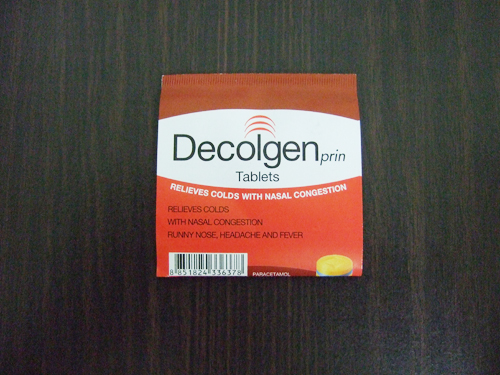 Decolgen prin
Tablets
RELIEVES COLDS WITH NASAL CONGESTION
RELIEVES COLDS
WITH NASAL CONGESTION
RUNNY NOSE, HEADACHE AND FEVER
8 851824 336378
PARACETAMOL